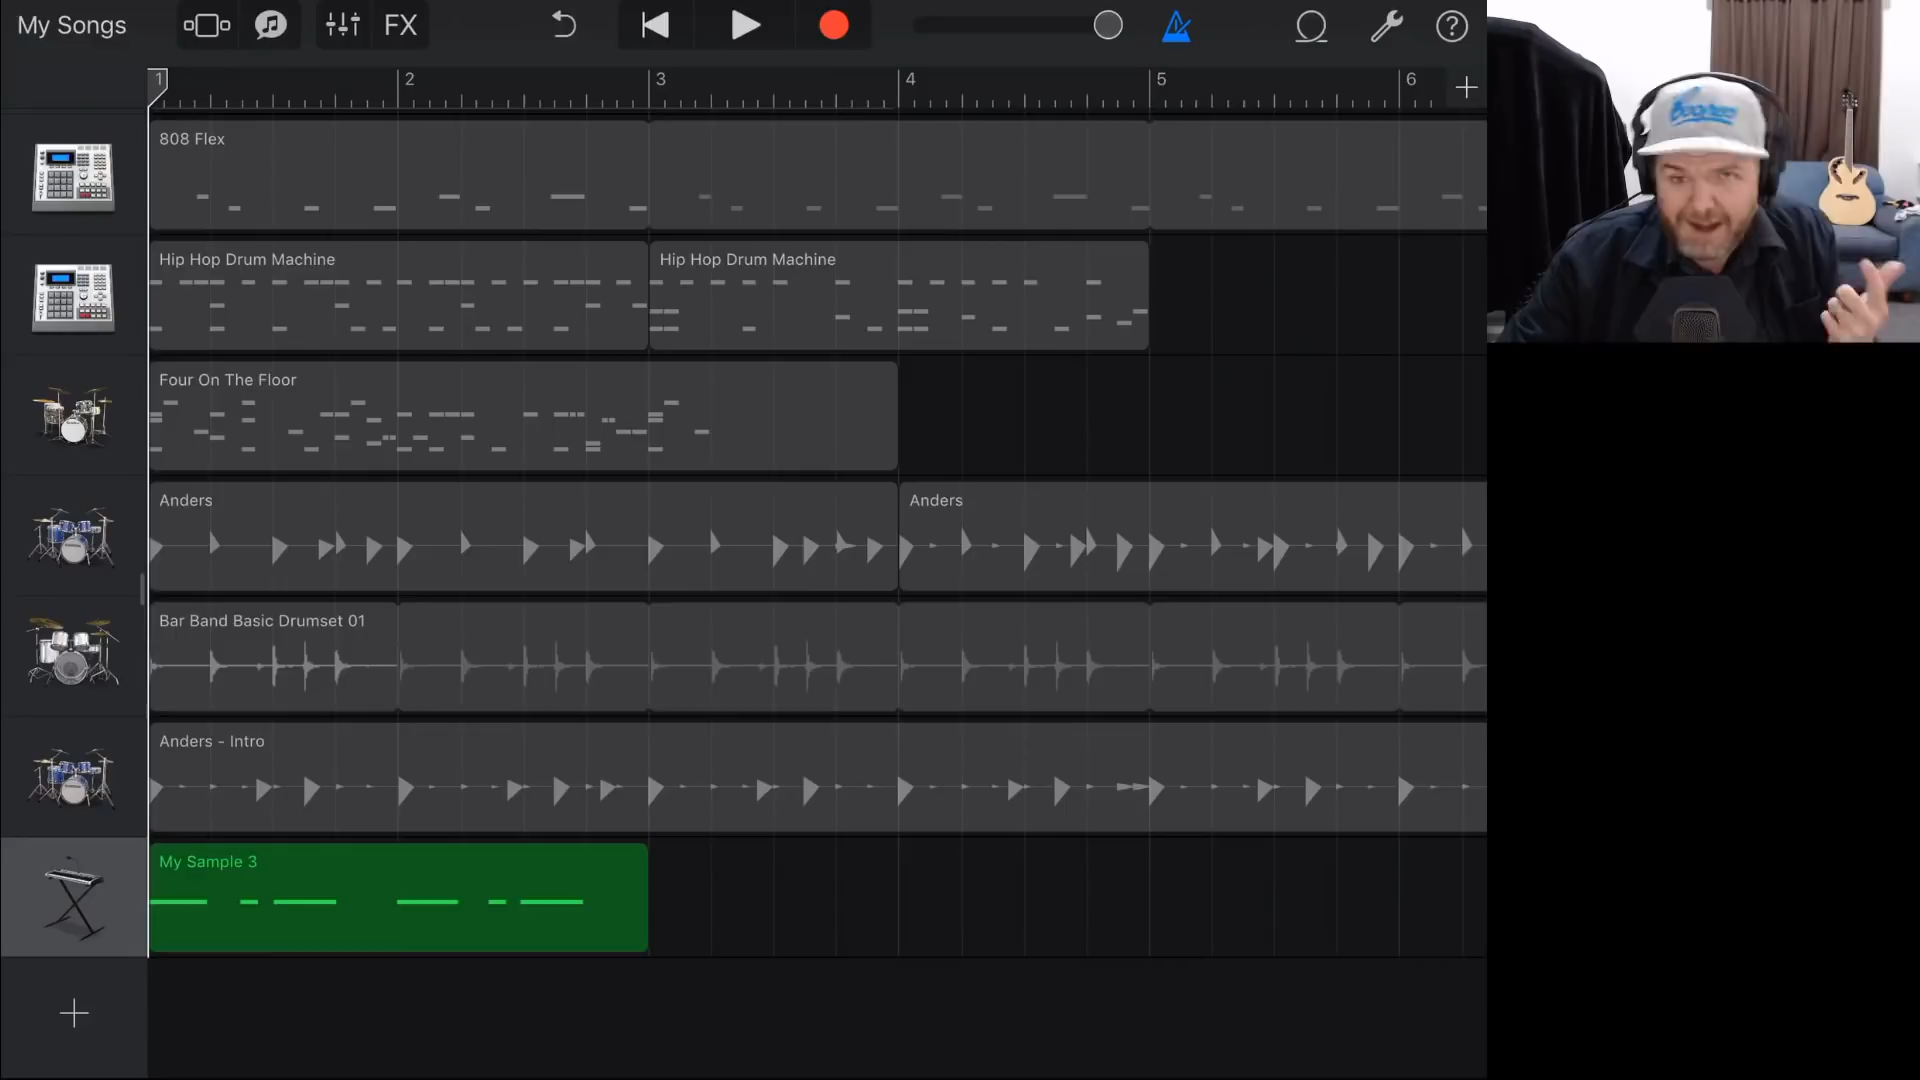 My Songs
FX
1 2 3 4 5 6
808 Flex
Hip Hop Drum Machine
Hip Hop Drum Machine
Four On The Floor
Anders
Anders
Bar Band Basic Drumset 01
Anders - Intro
My Sample 3